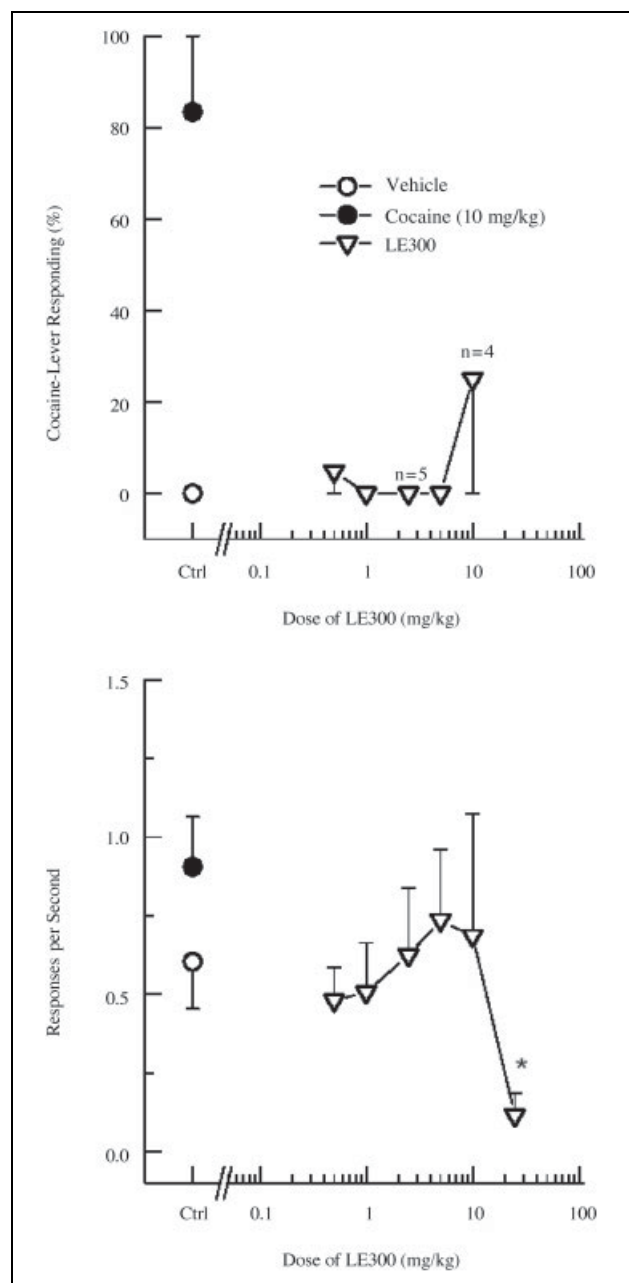 100
80
60
40
20
0
Cocaine-Lever Responding (%)
Vehicle
Cocaine (10 mg/kg)
LE300
n=4
n=5
Ctrl 0.1 1 10 100
Dose of LE300 (mg/kg)
1.5
1.0
0.5
0.0
Responses per Second
*
Ctrl 0.1 1 10 100
Dose of LE300 (mg/kg)